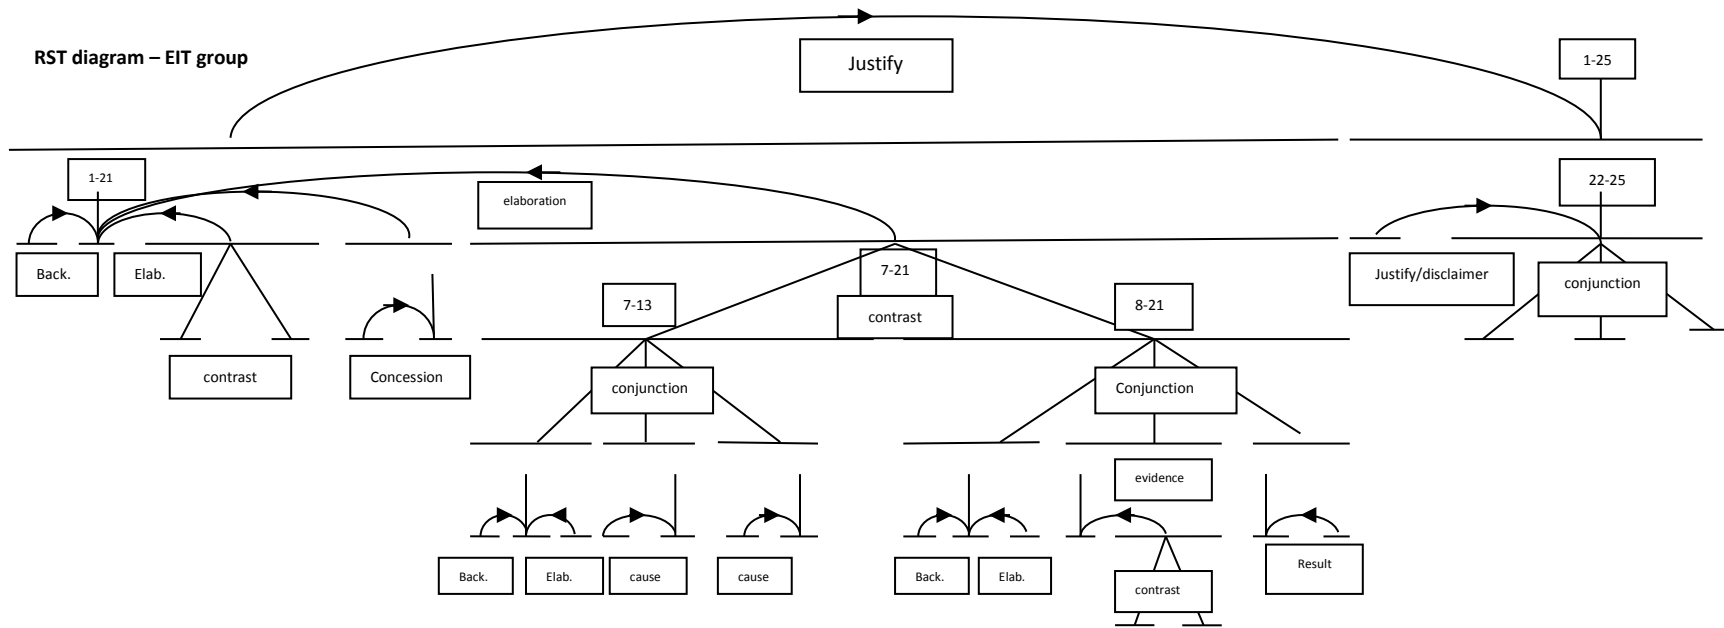 Justify
RST diagram – EIT group
1-25
1-21
elaboration
22-25
Back.
Elab.
7-21
Justify/disclaimer
conjunction
7-13
8-21
contrast
contrast
Concession
conjunction
Conjunction
evidence
Back.
Elab.
cause
cause
Back.
Elab.
Result
contrast